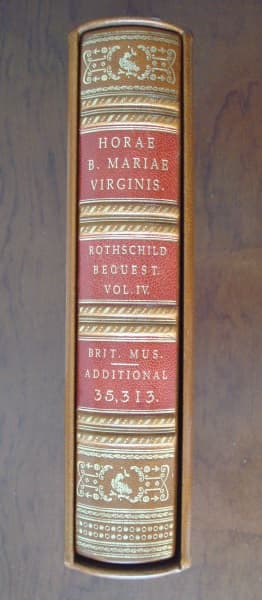 HORAE
B. MARIAE
VIRGINIS.
ROTHSCHILD
BEQUEST.
VOL. IV.
BRIT. MUS.
ADDITIONAL
35,313.